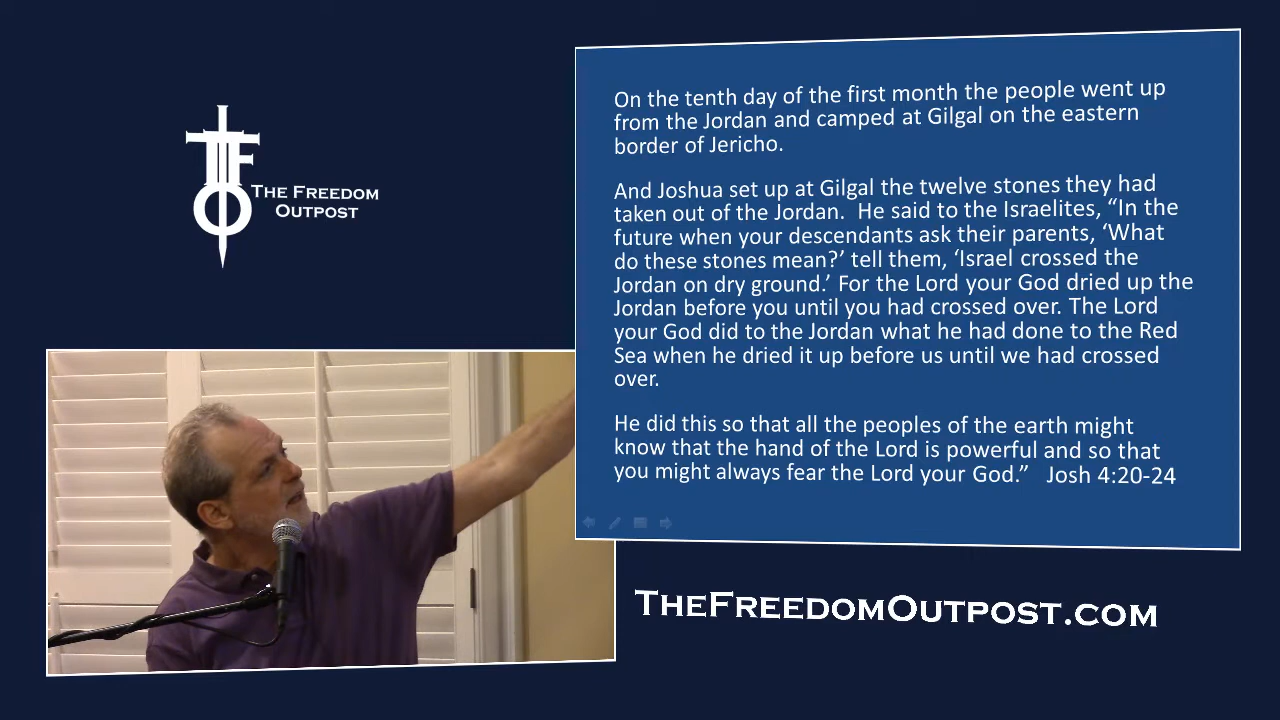 THE FREEDOM
OUTPOST
On the tenth day of the first month the people went up
from the Jordan and camped at Gilgal on the eastern
border of Jericho.
And Joshua set up at Gilgal the twelve stones they had
taken out of the Jordan.  He said to the Israelites, “In the
future when your descendants ask their parents, ‘What
do these stones mean?’ tell them, ‘Israel crossed the
Jordan on dry ground.’ For the Lord your God dried up the
Jordan before you until you had crossed over. The Lord
your God did to the Jordan what he had done to the Red
Sea when he dried it up before us until we had crossed
over.
He did this so that all the peoples of the earth might
know that the hand of the Lord is powerful and so that
you might always fear the Lord your God.”   Josh 4:20-24
THEFREEDOMOUTPOST.COM